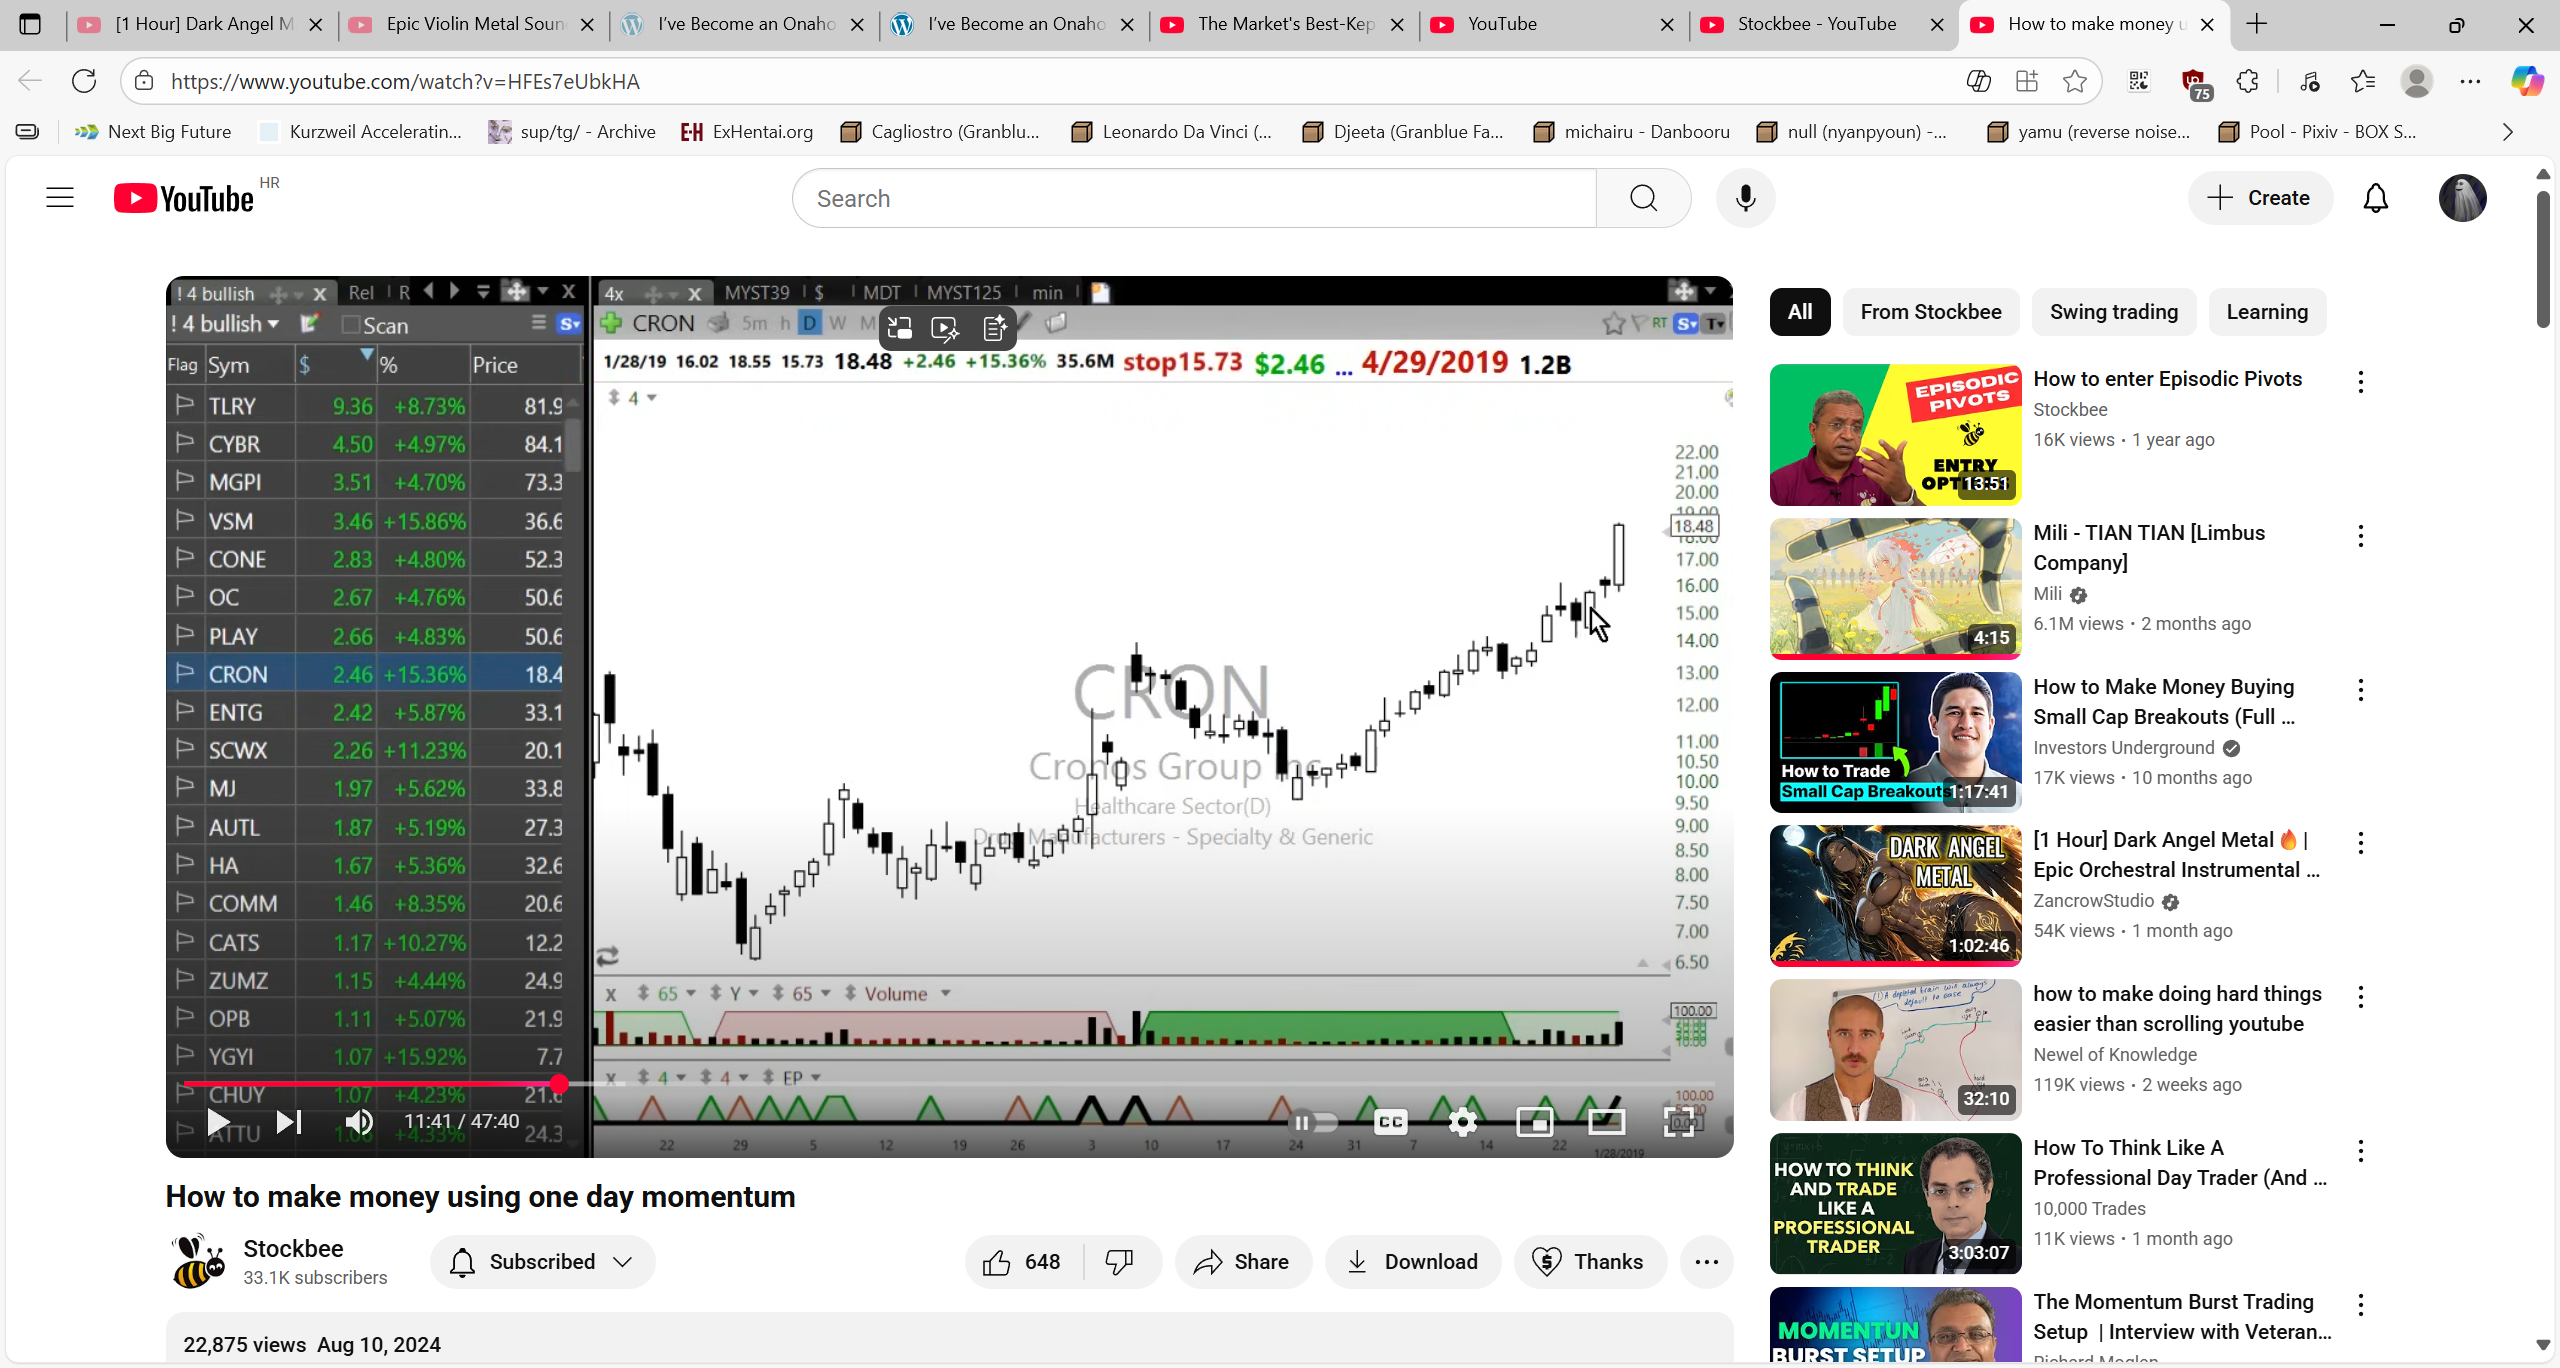 [1 Hour] Dark Angel M
Epic Violin Metal Soun
I've Become an Onaho
I've Become an Onaho
The Market's Best-Kep
YouTube
Stockbee - YouTube
How to make money u
https://www.youtube.com/watch?v=HFEs7eUbkHA
75
Next Big Future
Kurzweil Acceleratin...
sup/tg/ - Archive
E-H ExHentai.org
Cagliostro (Granblu...
Leonardo Da Vinci (...
Djeeta (Granblue Fa...
michairu - Danbooru
null (nyanpyoun) -...
yamu (reverse noise...
Pool - Pixiv - BOX S...
YouTube HR
Search
Create
! 4 bullish
Rel
R
! 4 bullish
Scan
Flag Sym $ % Price
TLRY 9.36 +8.73% 81.9
CYBR 4.50 +4.97% 84.1
MGPI 3.51 +4.70% 73.3
VSM 3.46 +15.86% 36.6
CONE 2.83 +4.80% 52.3
OC 2.67 +4.76% 50.6
PLAY 2.66 +4.83% 50.6
CRON 2.46 +15.36% 18.4
ENTG 2.42 +5.87% 33.1
SCWX 2.26 +11.23% 20.1
MJ 1.97 +5.62% 33.8
AUTL 1.87 +5.19% 27.3
HA 1.67 +5.36% 32.6
COMM 1.46 +8.35% 20.6
CATS 1.17 +10.27% 12.2
ZUMZ 1.15 +4.44% 24.9
OPB 1.11 +5.07% 21.9
YGYI 1.07 +15.92% 7.7
CHUY 1.07 +4.23% 21.6
ATTU 1.06 +4.33% 24.3
11:41 / 47:40
4x MYST39 $ MDT MYST125 min
CRON 5m h D W M
RT S T
1/28/19 16.02 18.55 15.73 18.48 +2.46 +15.36% 35.6M stop15.73 $2.46 ... 4/29/2019 1.2B
4
22.00
21.00
20.00
19.00
18.48
18.00
17.00
16.00
15.00
14.00
13.00
12.00
11.00
10.50
10.00
9.50
9.00
8.50
8.00
7.50
7.00
6.50
CRON
Cronos Group Inc
Healthcare Sector(D)
Drug Manufacturers - Specialty & Generic
X 65 Y 65 Volume
100.00
X 4 4 EP
100.00
22 29 5 12 19 26 3 10 17 24 31 7 14 22 1/28/2019
CC
How to make money using one day momentum
Stockbee
33.1K subscribers
Subscribed
648
Share
Download
Thanks
22,875 views Aug 10, 2024
All
From Stockbee
Swing trading
Learning
EPISODIC
PIVOTS
ENTRY
13:51
How to enter Episodic Pivots
Stockbee
16K views • 1 year ago
4:15
Mili - TIAN TIAN [Limbus
Company]
Mili
6.1M views • 2 months ago
How to Trade
Small Cap Breakouts
1:17:41
How to Make Money Buying
Small Cap Breakouts (Full ...
Investors Underground
17K views • 10 months ago
DARK ANGEL
METAL
1:02:46
[1 Hour] Dark Angel Metal🔥 |
Epic Orchestral Instrumental ...
ZancrowStudio
54K views • 1 month ago
32:10
how to make doing hard things
easier than scrolling youtube
Newel of Knowledge
119K views • 2 weeks ago
HOW TO THINK
AND TRADE
LIKE A
PROFESSIONAL
TRADER
3:03:07
How To Think Like A
Professional Day Trader (And ...
10,000 Trades
11K views • 1 month ago
MOMENTUN
BURST SETUP
The Momentum Burst Trading
Setup | Interview with Veteran...